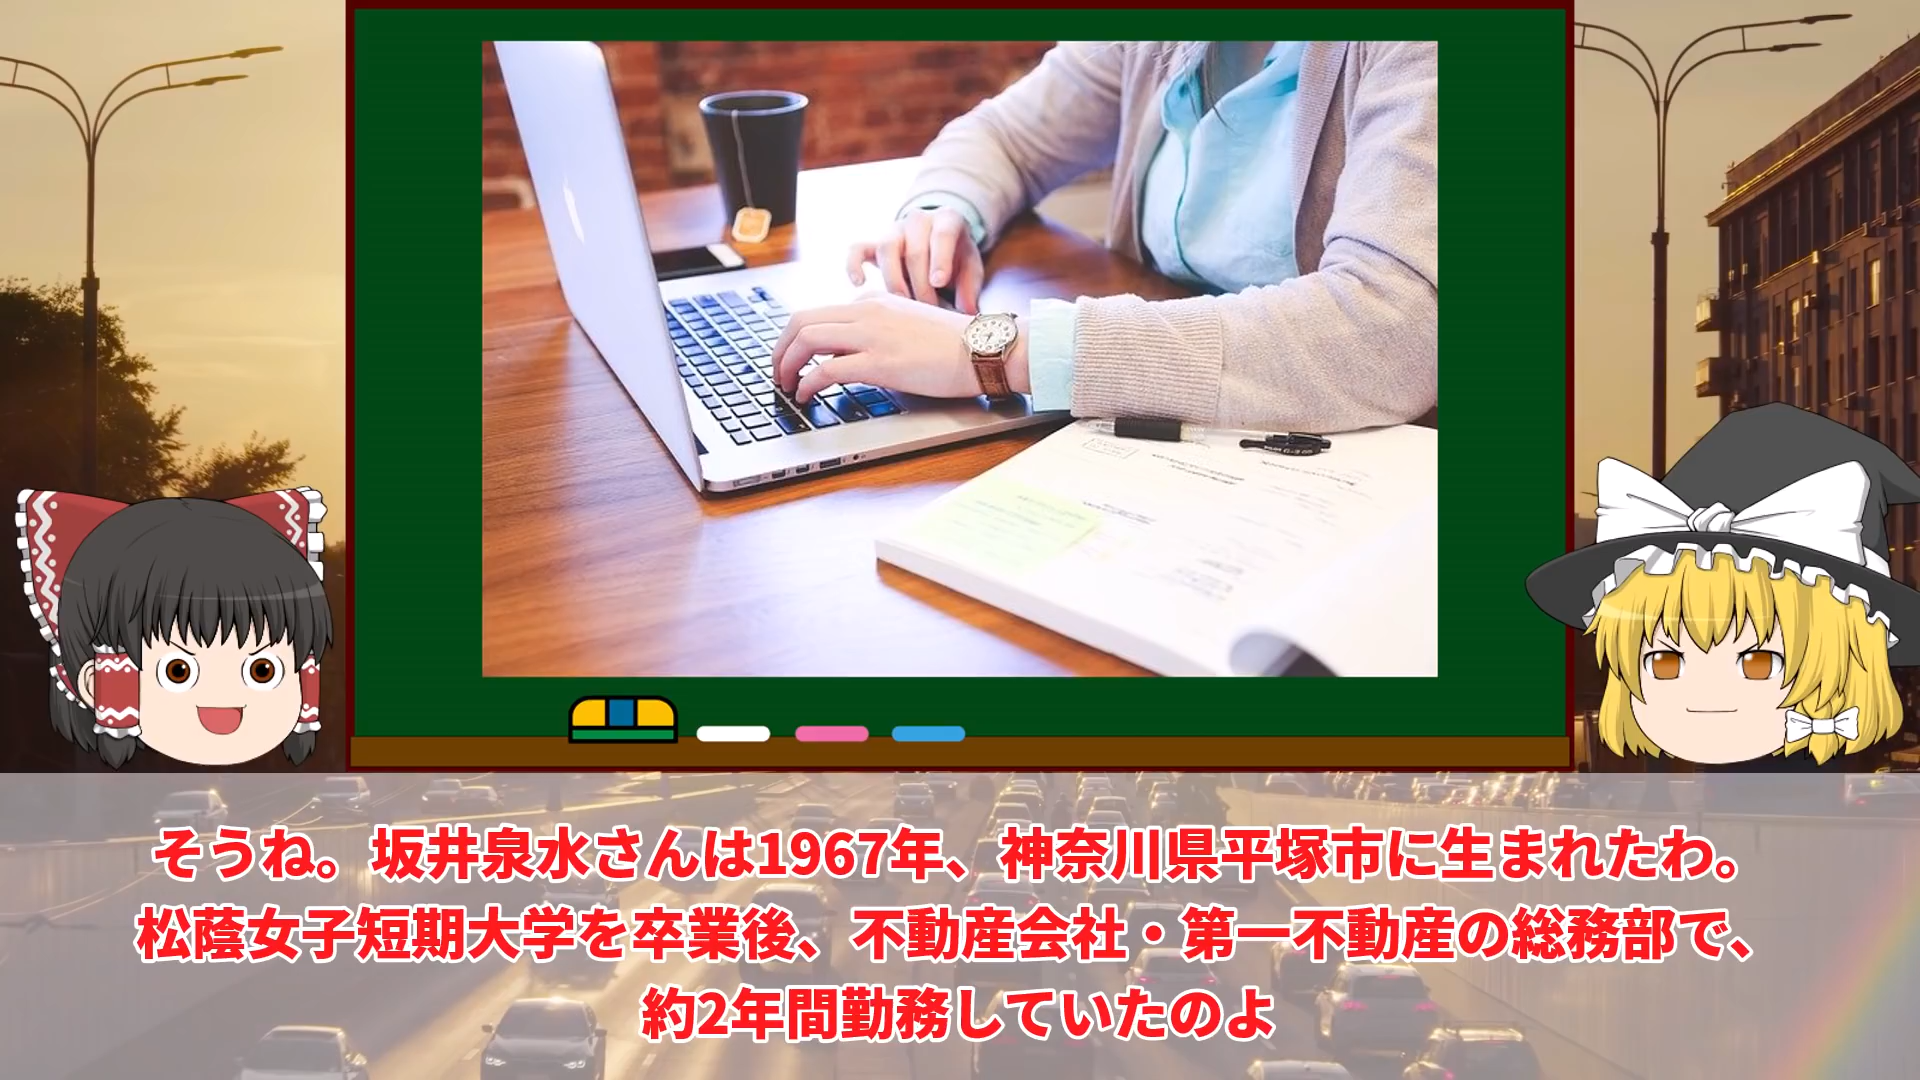 そうね。坂井泉水さんは1967年、神奈川県平塚市に生まれたわ。
松蔭女子短期大学を卒業後、不動産会社・第一不動産の総務部で、
約2年間勤務していたのよ